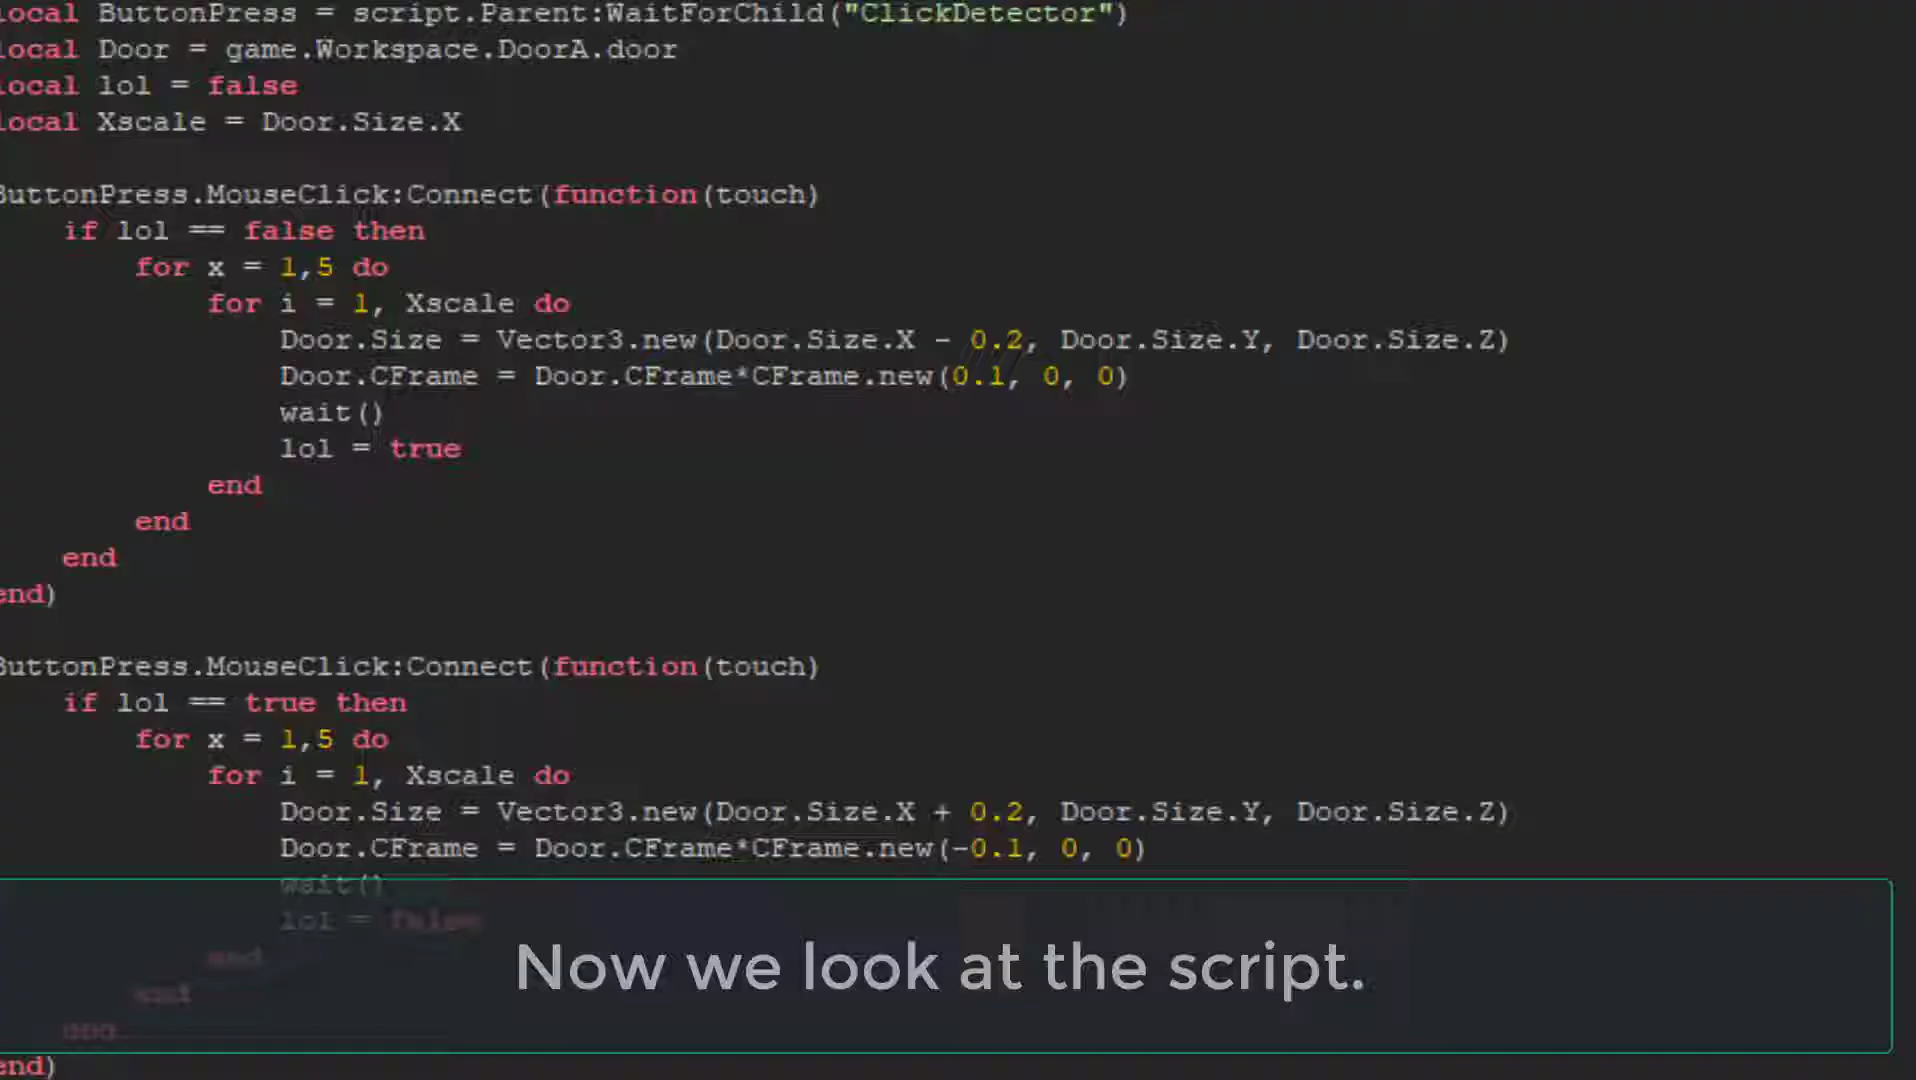 local ButtonPress = script.Parent:WaitForChild("ClickDetector")
local Door = game.Workspace.DoorA.door
local lol = false
local Xscale = Door.Size.X
ButtonPress.MouseClick:Connect(function(touch)
if lol == false then
for x = 1,5 do
for i = 1, Xscale do
Door.Size = Vector3.new(Door.Size.X - 0.2, Door.Size.Y, Door.Size.Z)
Door.CFrame = Door.CFrame*CFrame.new(0.1, 0, 0)
wait()
lol = true
end
end
end
end)
ButtonPress.MouseClick:Connect(function(touch)
if lol == true then
for x = 1,5 do
for i = 1, Xscale do
Door.Size = Vector3.new(Door.Size.X + 0.2, Door.Size.Y, Door.Size.Z)
Door.CFrame = Door.CFrame*CFrame.new(-0.1, 0, 0)
wait()
lol = false
end
end
end
Now we look at the script.
end)